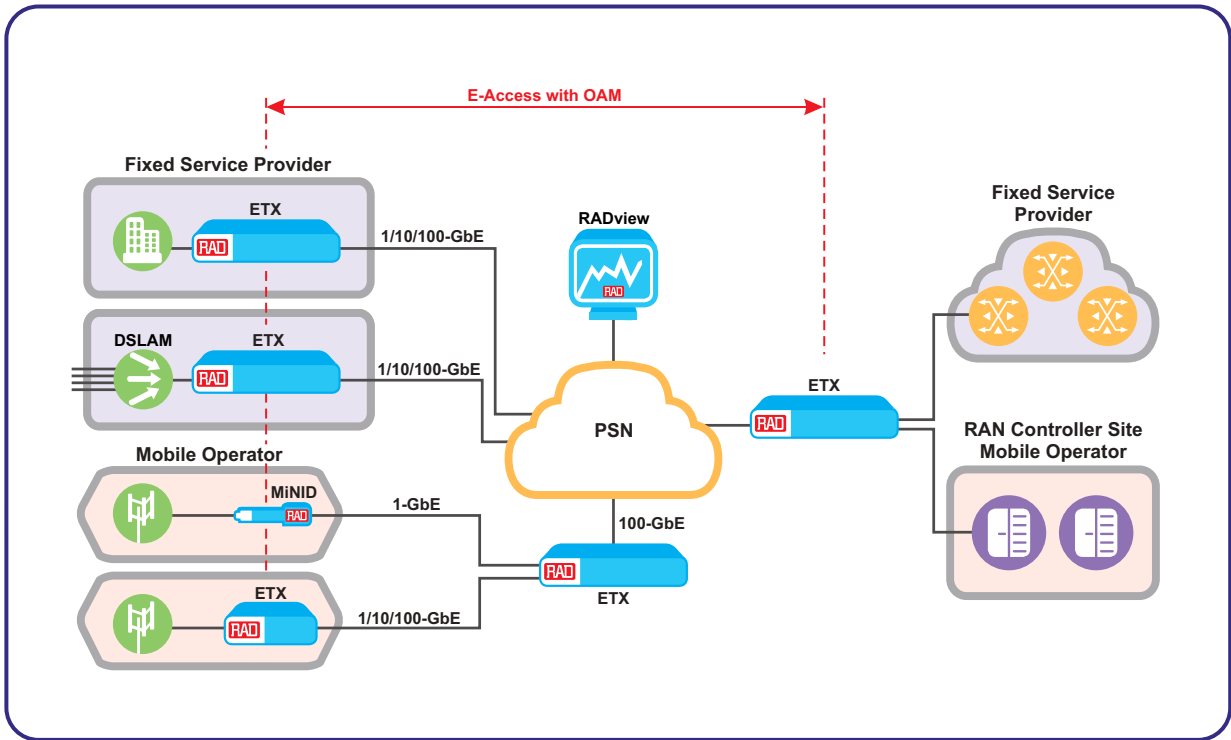 E-Access with OAM
Fixed Service Provider
ETX
RAD
1/10/100-GbE
DSLAM
ETX
RAD
1/10/100-GbE
Mobile Operator
MiNID
RAD
1-GbE
ETX
RAD
1/10/100-GbE
RADview
RAD
PSN
100-GbE
RAD
ETX
ETX
RAD
Fixed Service
Provider
RAN Controller Site
Mobile Operator